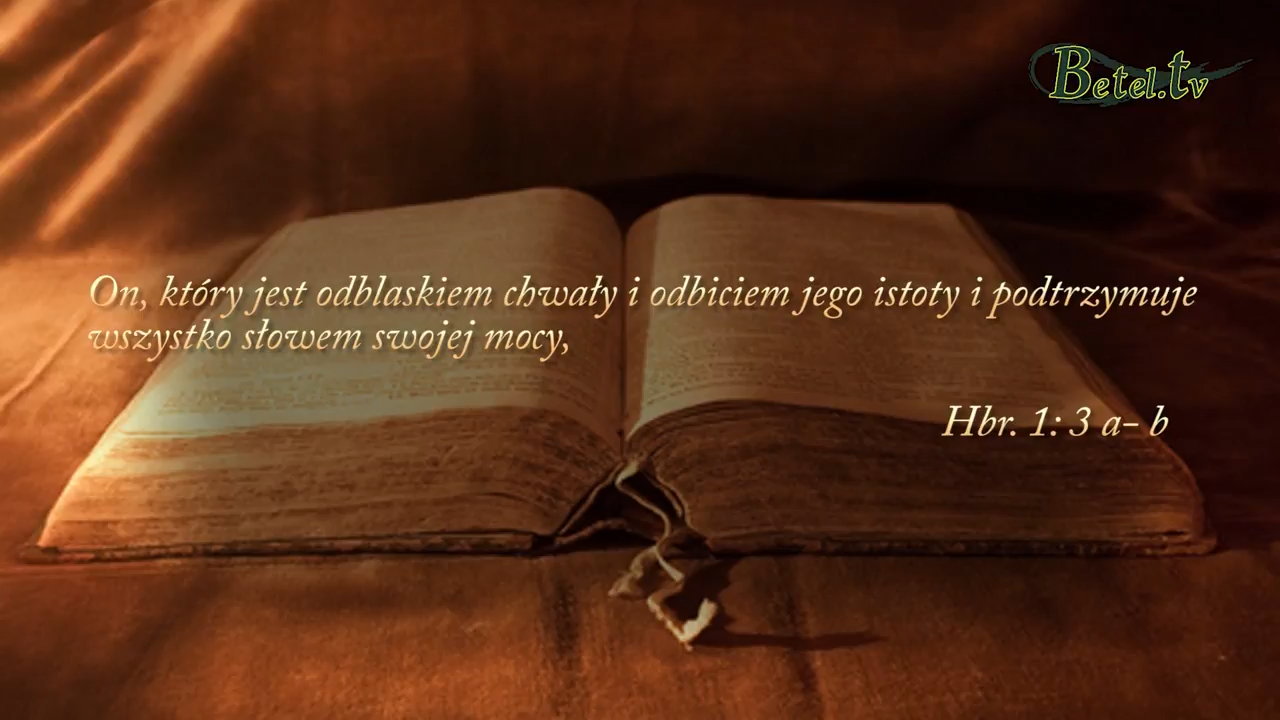 Betel.tv
On, który jest odblaskiem chwały i odbiciem jego istoty i podtrzymuje
wszystko słowem swojej mocy,
Hbr. 1: 3 a- b